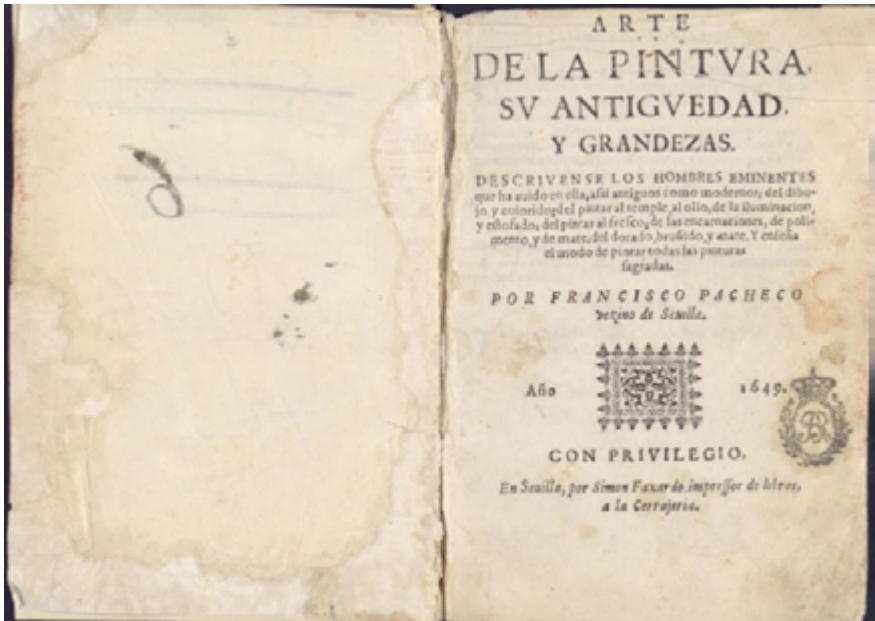 ARTE
DE LA PINTVRA,
SV ANTIGVEDAD,
Y GRANDEZAS.
DESCRIVENSE LOS HOMBRES EMINENTES
que ha auido en ella, assi antiguos como modernos; del dibu-
jo, y colorido; del pintar al temple, al olio, de la iluminacion,
y estofado; del pintar al fresco; de las encarnaciones, de poli-
mento, y de mate; del dorado, bruñido, y mate. Y enseña
el modo de pintar todas las pinturas
sagradas.
POR FRANCISCO PACHECO
vezino de Seuilla.
Año 1649.
CON PRIVILEGIO.
En Seuilla, por Simon Faxardo, impressor de libros,
a la Cerrajeria.